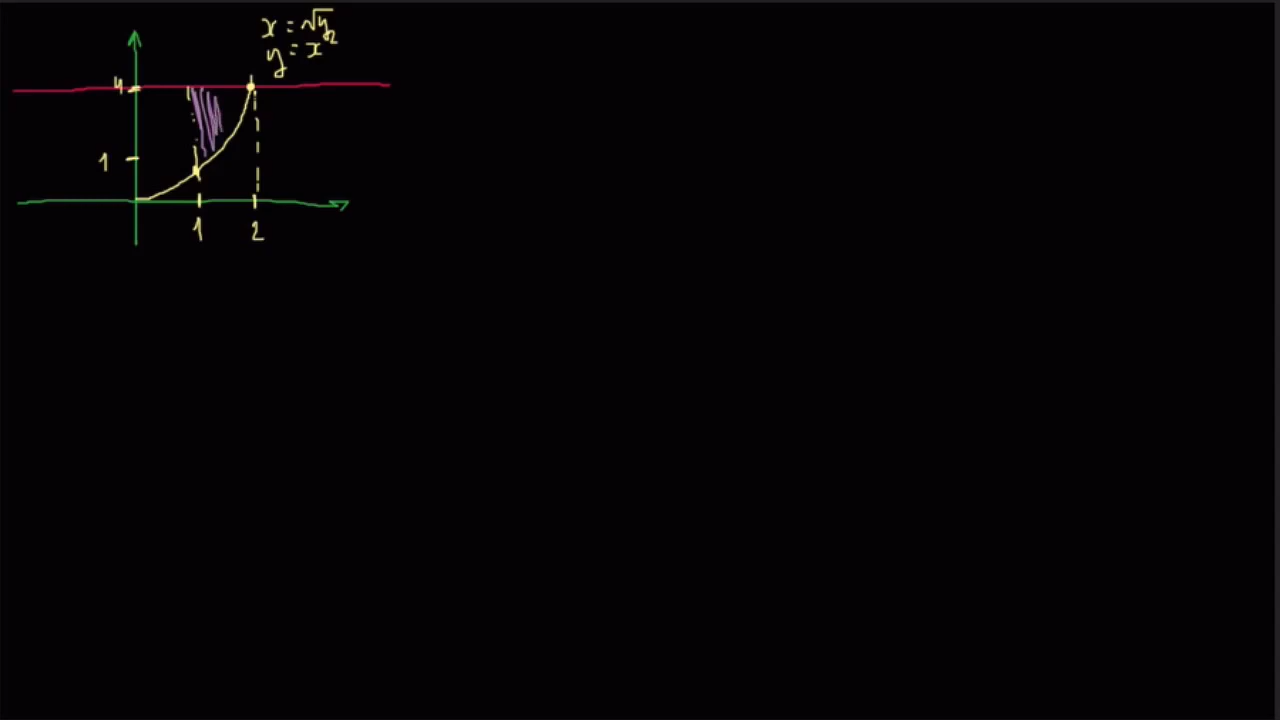 x = √y
y = x²
4
1
1 2